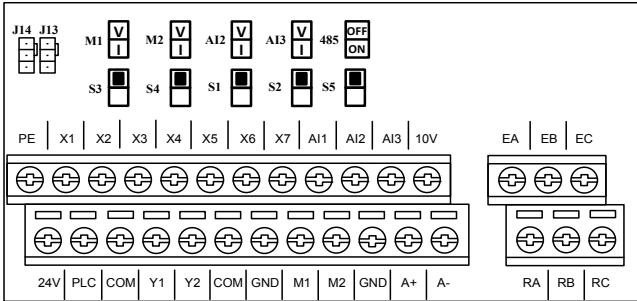 J14 J13 M1 V I M2 V I AI2 V I AI3 V I 485 OFF ON
S3 S4 S1 S2 S5
PE X1 X2 X3 X4 X5 X6 X7 AI1 AI2 AI3 10V EA EB EC
24V PLC COM Y1 Y2 COM GND M1 M2 GND A+ A- RA RB RC